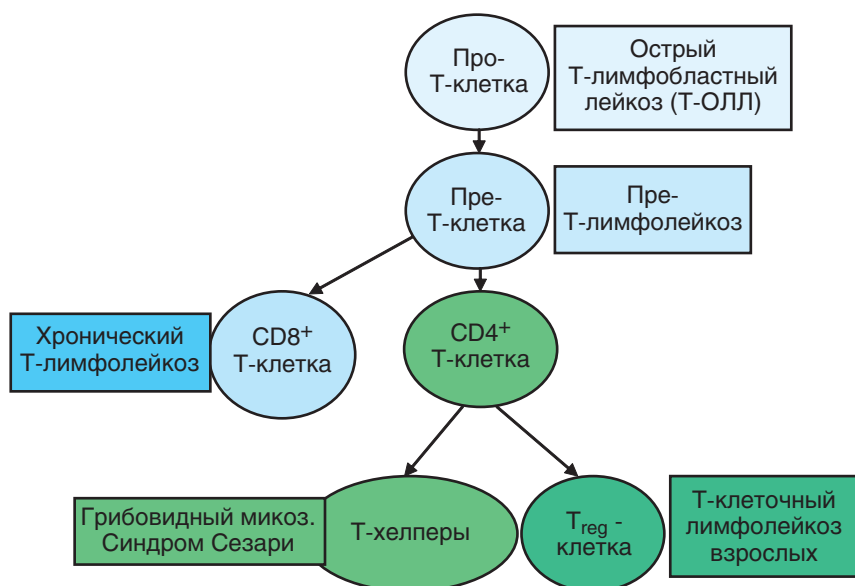 Про-
Т-клетка
Острый
Т-лимфобластный
лейкоз (Т-ОЛЛ)
Пре-
Т-клетка
Пре-
Т-лимфолейкоз
Хронический
Т-лимфолейкоз
CD8+
Т-клетка
CD4+
Т-клетка
Грибовидный микоз.
Синдром Сезари
Т-хелперы
Treg -
клетка
Т-клеточный
лимфолейкоз
взрослых